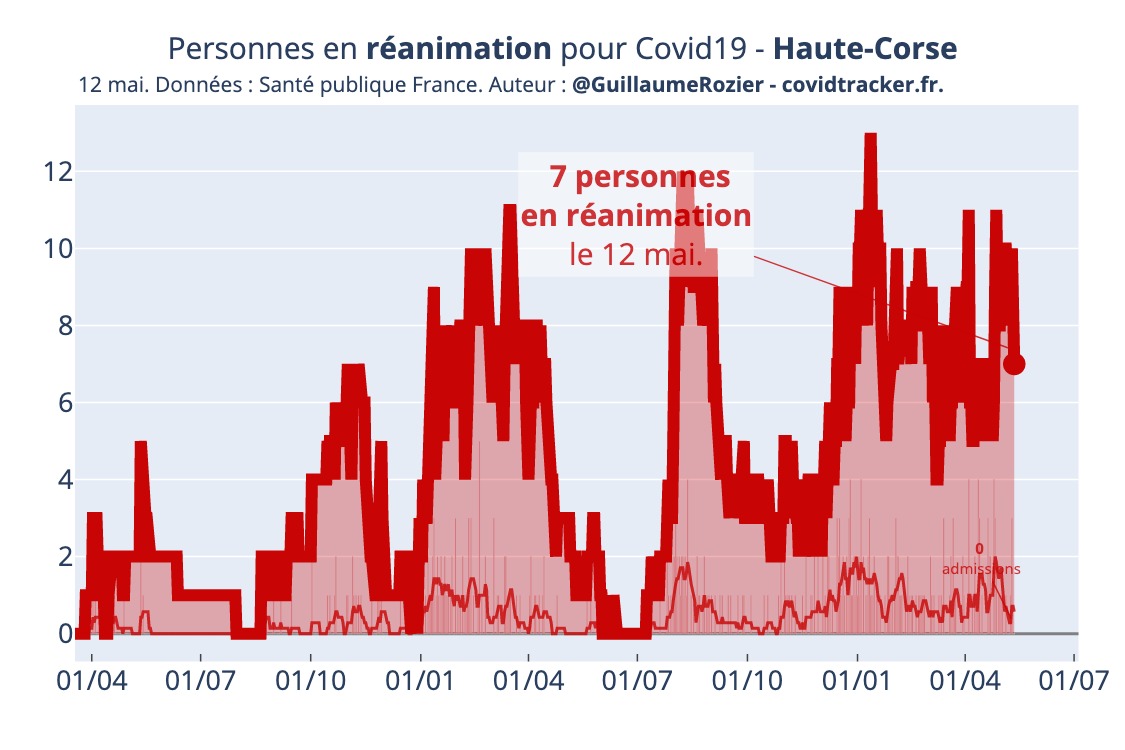 Personnes en réanimation pour Covid19 - Haute-Corse
12 mai. Données : Santé publique France. Auteur : @GuillaumeRozier - covidtracker.fr.
12
10
8
6
4
2
0
7 personnes
en réanimation
le 12 mai.
0
admissions
01/04 01/07 01/10 01/01 01/04 01/07 01/10 01/01 01/04 01/07